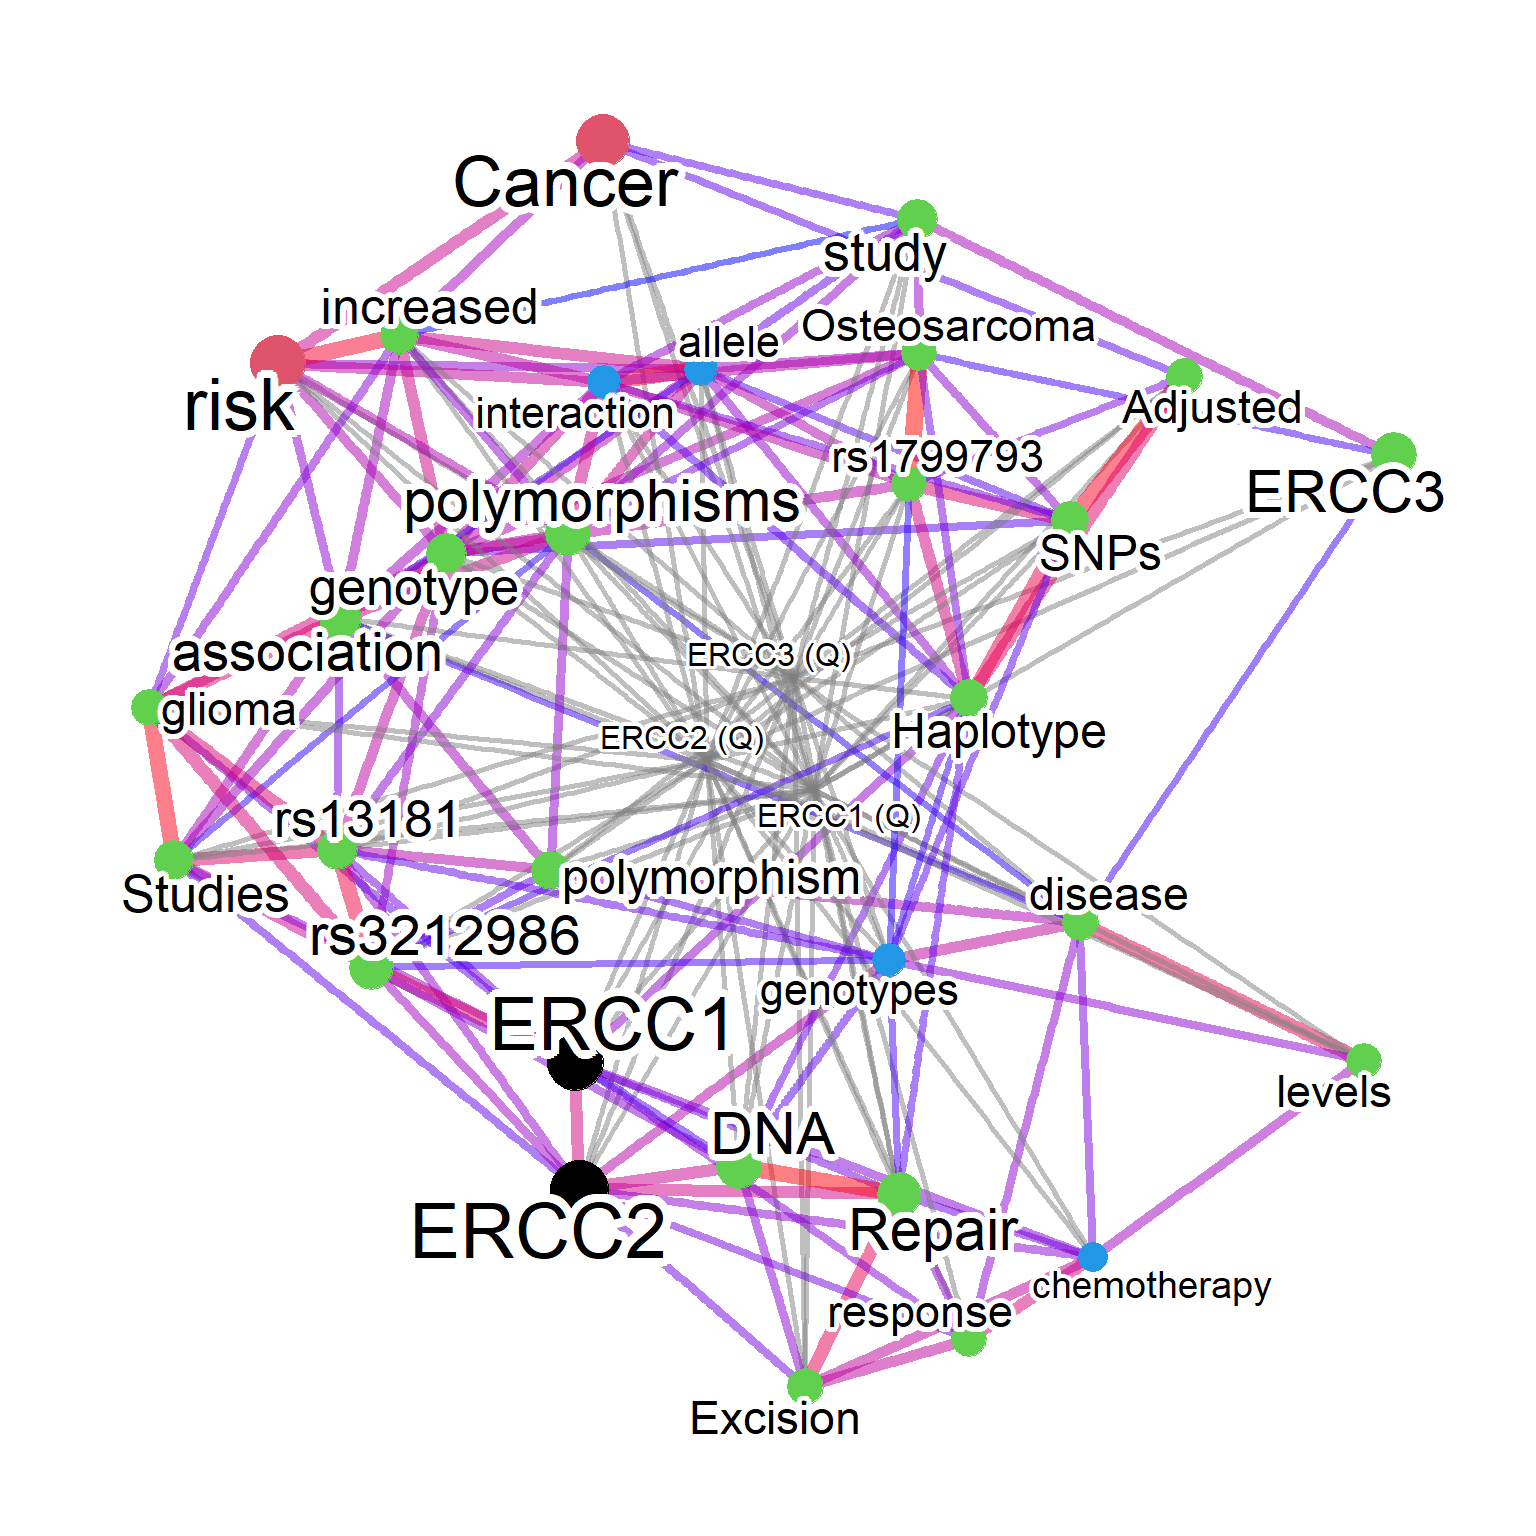 Cancer
study
increased
Osteosarcoma
allele
risk
interaction
Adjusted
rs1799793
ERCC3
polymorphisms
SNPs
genotype
association
ERCC3 (Q)
glioma
ERCC2 (Q)
Haplotype
rs13181
ERCC1 (Q)
polymorphism
Studies
disease
rs3212986
genotypes
ERCC1
levels
DNA
ERCC2
Repair
chemotherapy
response
Excision